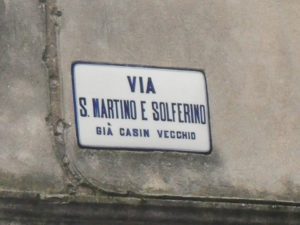 VIA
S. MARTINO E SOLFERINO
GIÀ CASIN VECCHIO